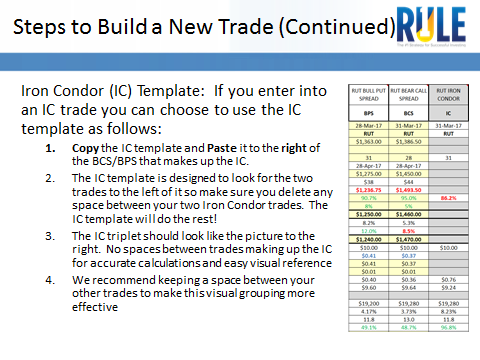 Steps to Build a New Trade (Continued)
RULE
Iron Condor (IC) Template: If you enter into
an IC trade you can choose to use the IC
template as follows:
1. Copy the IC template and Paste it to the right of
the BCS/BPS that makes up the IC.
2. The IC template is designed to look for the two
trades to the left of it so make sure you delete any
space between your two Iron Condor trades. The
IC template will do the rest!
3. The IC triplet should look like the picture to the
right. No spaces between trades making up the IC
for accurate calculations and easy visual reference
4. We recommend keeping a space between your
other trades to make this visual grouping more
effective
RUT BULL PUT RUT BEAR CALL RUT IRON
SPREAD SPREAD CONDOR
BPS BCS IC
28-Mar-17 31-Mar-17 31-Mar-17
RUT RUT RUT
$1,363.00 $1,386.50
31 28 31
28-Apr-17 28-Apr-17
$1,275.00 $1,450.00
$38 $44
$1,236.75 $1,493.50
90.7% 95.0% 86.2%
8% 5%
$1,250.00 $1,460.00
8.2% 5.3%
12.0% 8.5%
$1,240.00 $1,470.00
$10.00 $10.00 $10.00
$0.41 $0.37
$0.41 $0.37
$0.01 $0.01
$0.40 $0.36 $0.76
$9.60 $9.64 $9.24
$19,200 $19,280 $19,280
4.17% 3.73% 8.23%
11.8 13.0 11.8
49.1% 48.7% 96.8%